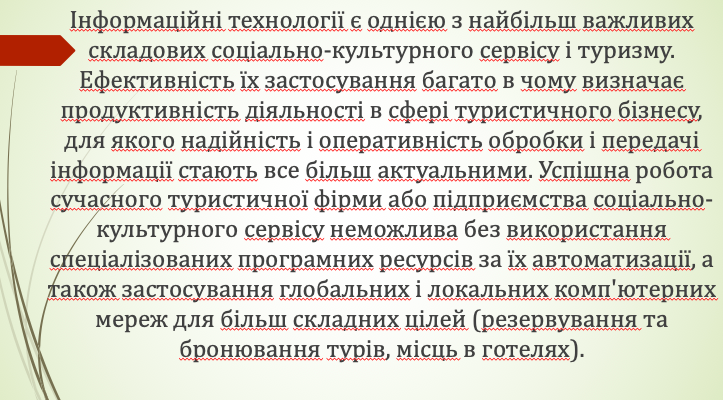 Інформаційні технології є однією з найбільш важливих
складових соціально-культурного сервісу і туризму.
Ефективність їх застосування багато в чому визначає
продуктивність діяльності в сфері туристичного бізнесу,
для якого надійність і оперативність обробки і передачі
інформації стають все більш актуальними. Успішна робота
сучасного туристичної фірми або підприємства соціально-
культурного сервісу неможлива без використання
спеціалізованих програмних ресурсів за їх автоматизації, а
також застосування глобальних і локальних комп'ютерних
мереж для більш складних цілей (резервування та
бронювання турів, місць в готелях).